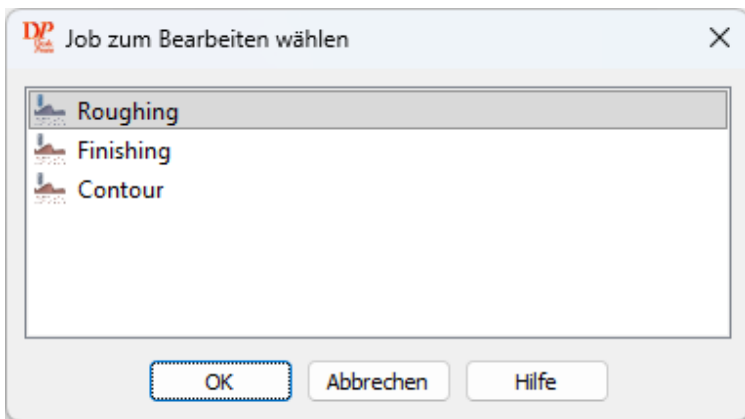 DP Job zum Bearbeiten wählen
Roughing
Finishing
Contour
OK Abbrechen Hilfe